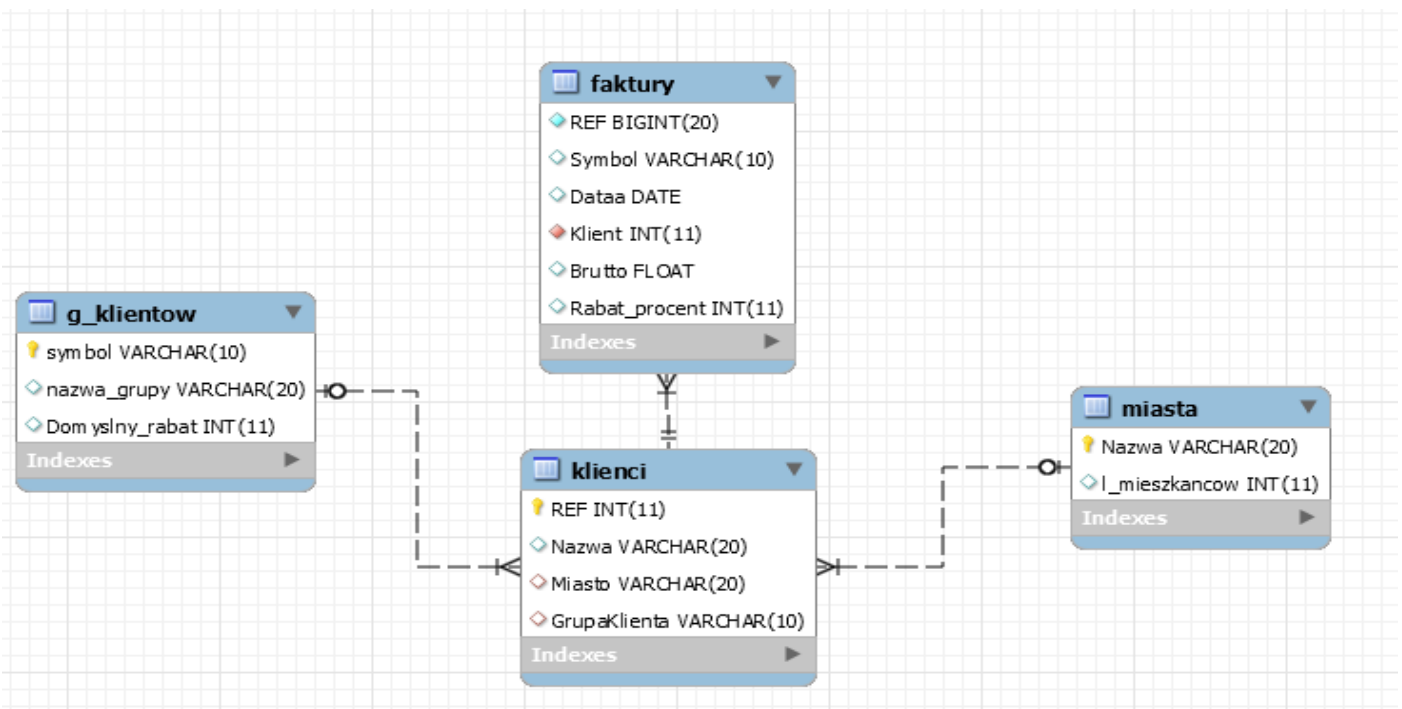 faktury
REF BIGINT(20)
Symbol VARCHAR(10)
Dataa DATE
Klient INT(11)
Brutto FLOAT
Rabat_procent INT(11)
Indexes
g_klientow
symbol VARCHAR(10)
nazwa_grupy VARCHAR(20)
Domyslny_rabat INT(11)
Indexes
klienci
REF INT(11)
Nazwa VARCHAR(20)
Miasto VARCHAR(20)
GrupaKlienta VARCHAR(10)
Indexes
miasta
Nazwa VARCHAR(20)
l_mieszkancow INT(11)
Indexes